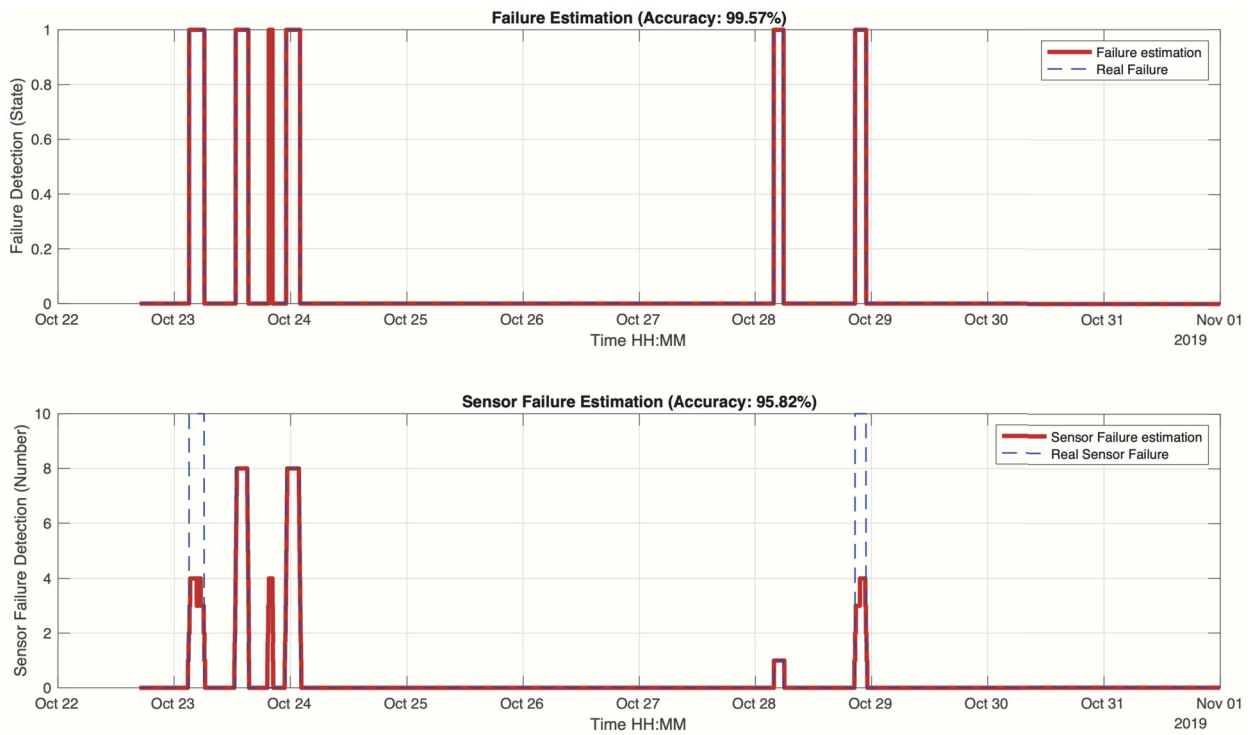 Failure Estimation (Accuracy: 99.57%)
1
0.8
0.6
0.4
0.2
0
Failure Detection (State)
Failure estimation
Real Failure
Oct 22 Oct 23 Oct 24 Oct 25 Oct 26 Oct 27 Oct 28 Oct 29 Oct 30 Oct 31 Nov 01
Time HH:MM
2019
Sensor Failure Estimation (Accuracy: 95.82%)
10
8
6
4
2
0
Sensor Failure Detection (Number)
Sensor Failure estimation
Real Sensor Failure
Oct 22 Oct 23 Oct 24 Oct 25 Oct 26 Oct 27 Oct 28 Oct 29 Oct 30 Oct 31 Nov 01
Time HH:MM
2019